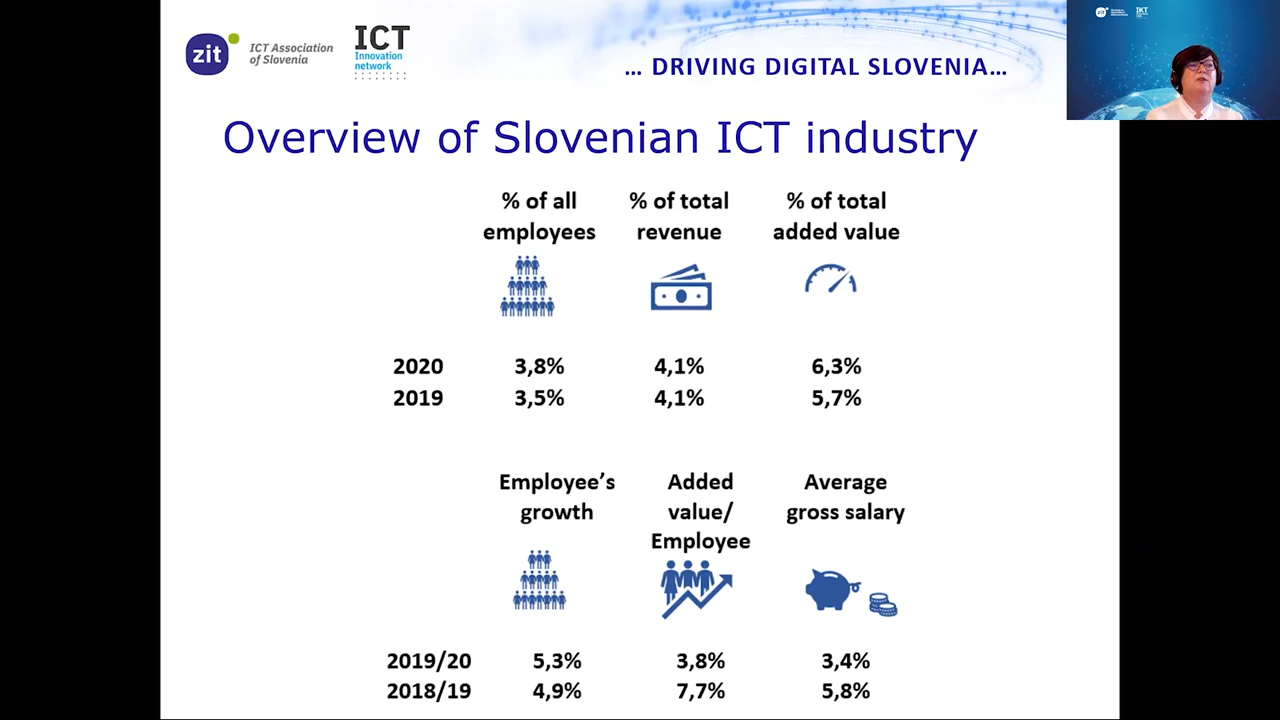 zit
ICT Association
of Slovenia
ICT
Innovation
network
... DRIVING DIGITAL SLOVENIA...
Overview of Slovenian ICT industry
% of all employees
% of total revenue
% of total added value
2020 3,8% 4,1% 6,3%
2019 3,5% 4,1% 5,7%
Employee's growth
Added value/ Employee
Average gross salary
2019/20 5,3% 3,8% 3,4%
2018/19 4,9% 7,7% 5,8%